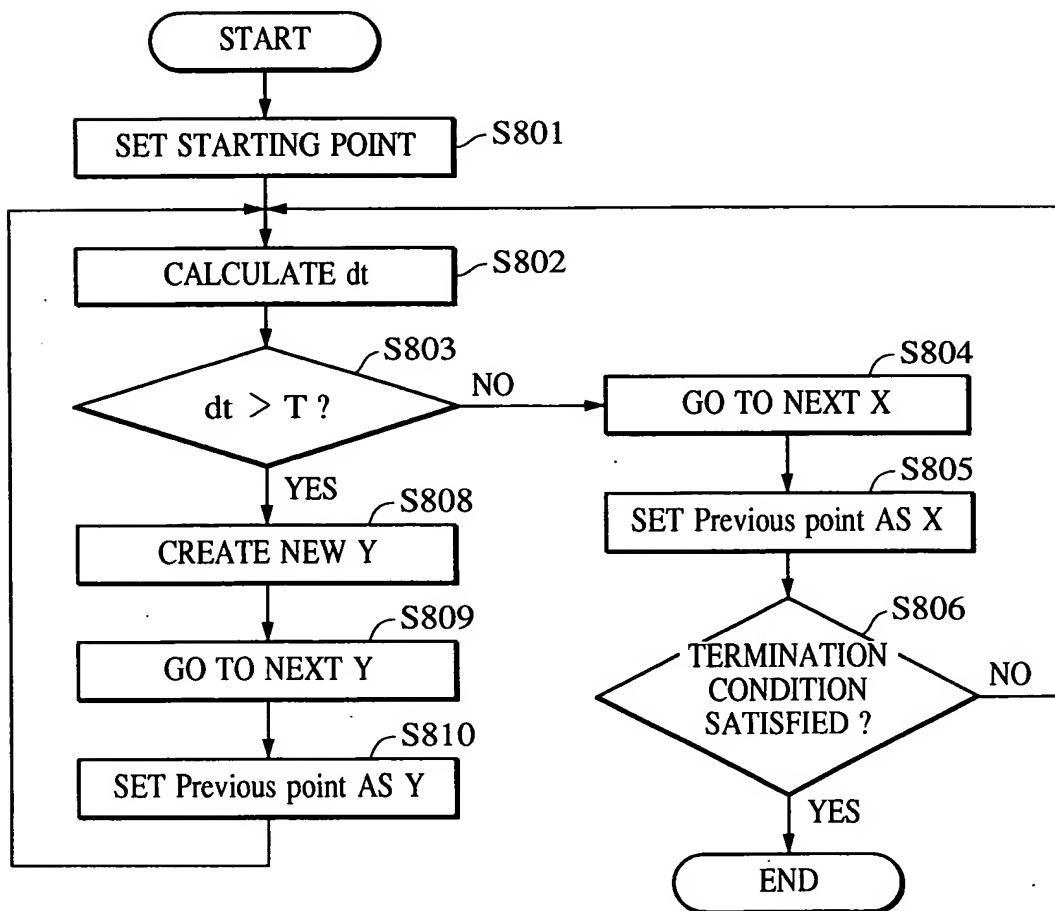 START
SET STARTING POINT
S801
CALCULATE dt
S802
S803
dt > T ?
NO
YES
S804
GO TO NEXT X
S805
SET Previous point AS X
S806
TERMINATION
CONDITION
SATISFIED ?
NO
YES
END
S808
CREATE NEW Y
S809
GO TO NEXT Y
S810
SET Previous point AS Y